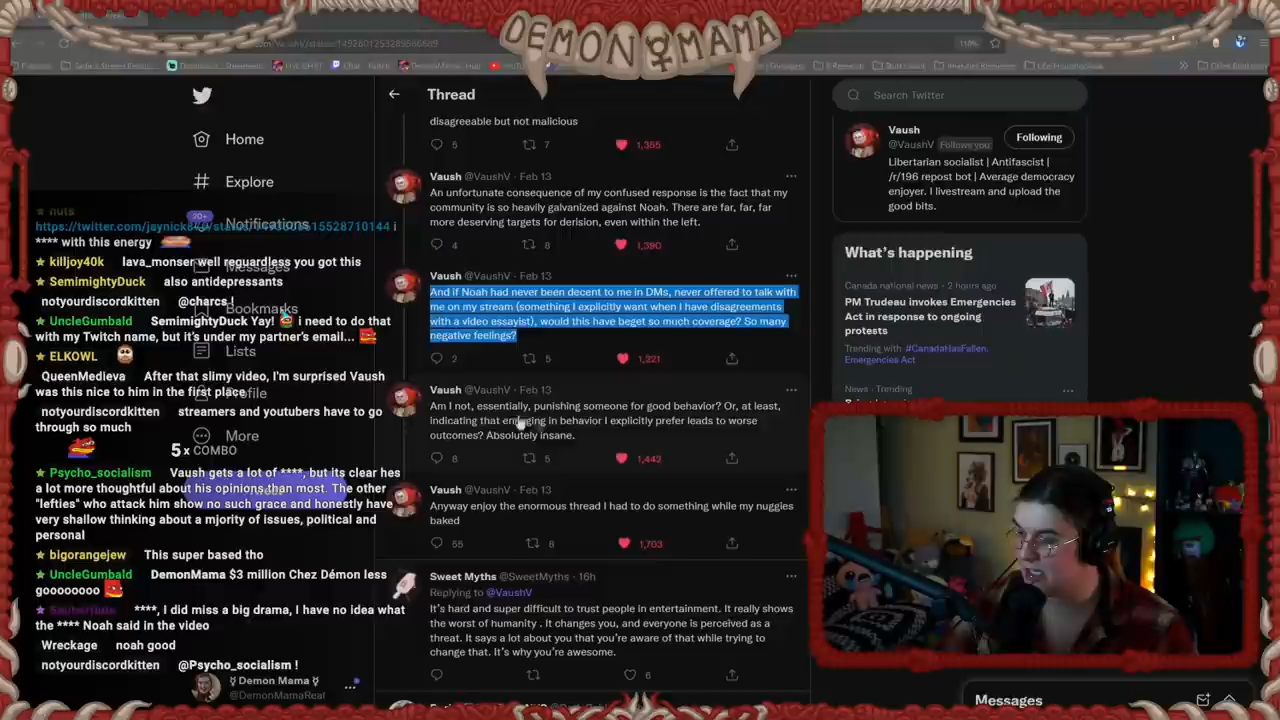 DEMON MAMA
110%
Home
Explore
20+
Notifications
Messages
Bookmarks
Lists
Profile
More
☿ Demon Mama ☿
@DemonMamaReal
nuts
**** with this energy
killjoy40k lava_monser well reguardless you got this
SemimightyDuck also antidepressants
notyourdiscordkitten @charcs !
UncleGumbald SemimightyDuck Yay! i need to do that
with my Twitch name, but it's under my partner's email...
ELKOWL
QueenMedieva After that slimy video, I'm surprised Vaush
was this nice to him in the first place
notyourdiscordkitten streamers and youtubers have to go
through so much
5 x COMBO
Psycho_socialism Vaush gets a lot of ****, but its clear hes
a lot more thoughtful about his opinions than most. The other
"lefties" who attack him show no such grace and honestly have
very shallow thinking about a mjority of issues, political and
personal
bigorangejew This super based tho
UncleGumbald DemonMama $3 million Chez Démon less
gooooooo
****, I did miss a big drama, I have no idea what
the **** Noah said in the video
Wreckage noah good
notyourdiscordkitten @Psycho_socialism !
Thread
disagreeable but not malicious
5 7 1,355
Vaush @VaushV · Feb 13
An unfortunate consequence of my confused response is the fact that my
community is so heavily galvanized against Noah. There are far, far, far
more deserving targets for derision, even within the left.
4 8 1,390
Vaush @VaushV · Feb 13
And if Noah had never been decent to me in DMs, never offered to talk with
me on my stream (something I explicitly want when I have disagreements
with a video essayist), would this have beget so much coverage? So many
negative feelings?
2 5 1,221
Vaush @VaushV · Feb 13
Am I not, essentially, punishing someone for good behavior? Or, at least,
indicating that engaging in behavior I explicitly prefer leads to worse
outcomes? Absolutely insane.
8 5 1,442
Vaush @VaushV · Feb 13
Anyway enjoy the enormous thread I had to do something while my nuggies
baked
55 8 1,703
Sweet Myths @SweetMyths · 16h
Replying to @VaushV
It's hard and super difficult to trust people in entertainment. It really shows
the worst of humanity . It changes you, and everyone is perceived as a
threat. It says a lot about you that you're aware of that while trying to
change that. It's why you're awesome.
6
Search Twitter
Vaush
@VaushV Follows you
Following
Libertarian socialist | Antifascist |
/r/196 repost bot | Average democracy
enjoyer. I livestream and upload the
good bits.
What's happening
Canada national news · 2 hours ago
PM Trudeau invokes Emergencies
Act in response to ongoing
protests
Trending with #CanadaHasFallen,
Emergencies Act
News · Trending
Messages